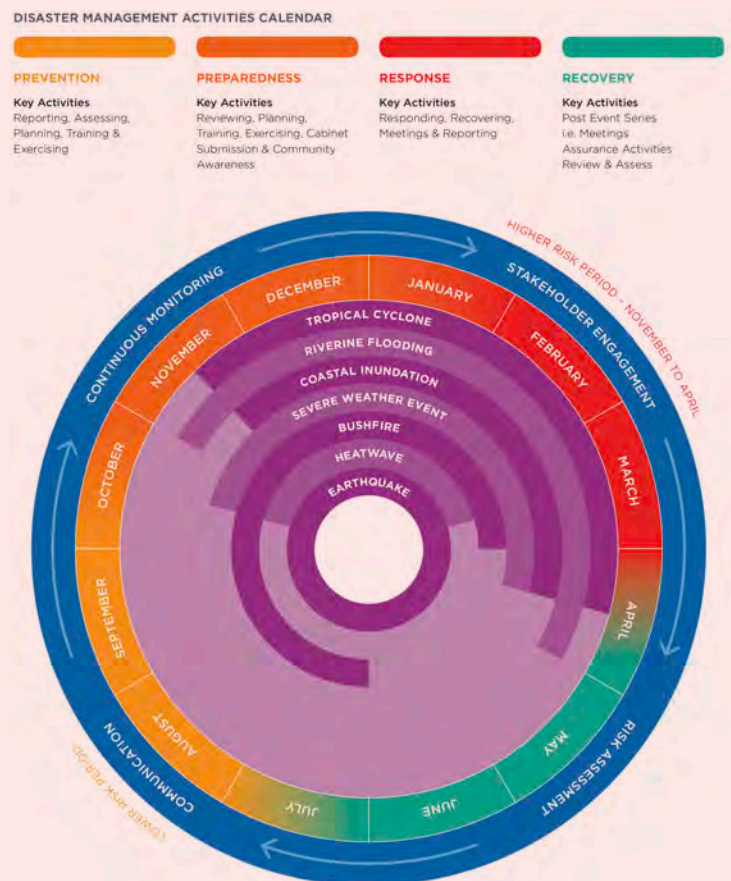 DISASTER MANAGEMENT ACTIVITIES CALENDAR
PREVENTION
Key Activities
Reporting, Assessing,
Planning, Training &
Exercising
PREPAREDNESS
Key Activities
Reviewing, Planning,
Training, Exercising, Cabinet
Submission & Community
Awareness
RESPONSE
Key Activities
Responding, Recovering,
Meetings & Reporting
RECOVERY
Key Activities
Post Event Series
i.e. Meetings
Assurance Activities
Review & Assess
HIGHER RISK PERIOD - NOVEMBER TO APRIL
CONTINUOUS MONITORING
STAKEHOLDER ENGAGEMENT
RISK ASSESSMENT
COMMUNICATION
LOWER RISK PERIOD
JANUARY
FEBRUARY
MARCH
APRIL
MAY
JUNE
JULY
AUGUST
SEPTEMBER
OCTOBER
NOVEMBER
DECEMBER
TROPICAL CYCLONE
RIVERINE FLOODING
COASTAL INUNDATION
SEVERE WEATHER EVENT
BUSHFIRE
HEATWAVE
EARTHQUAKE